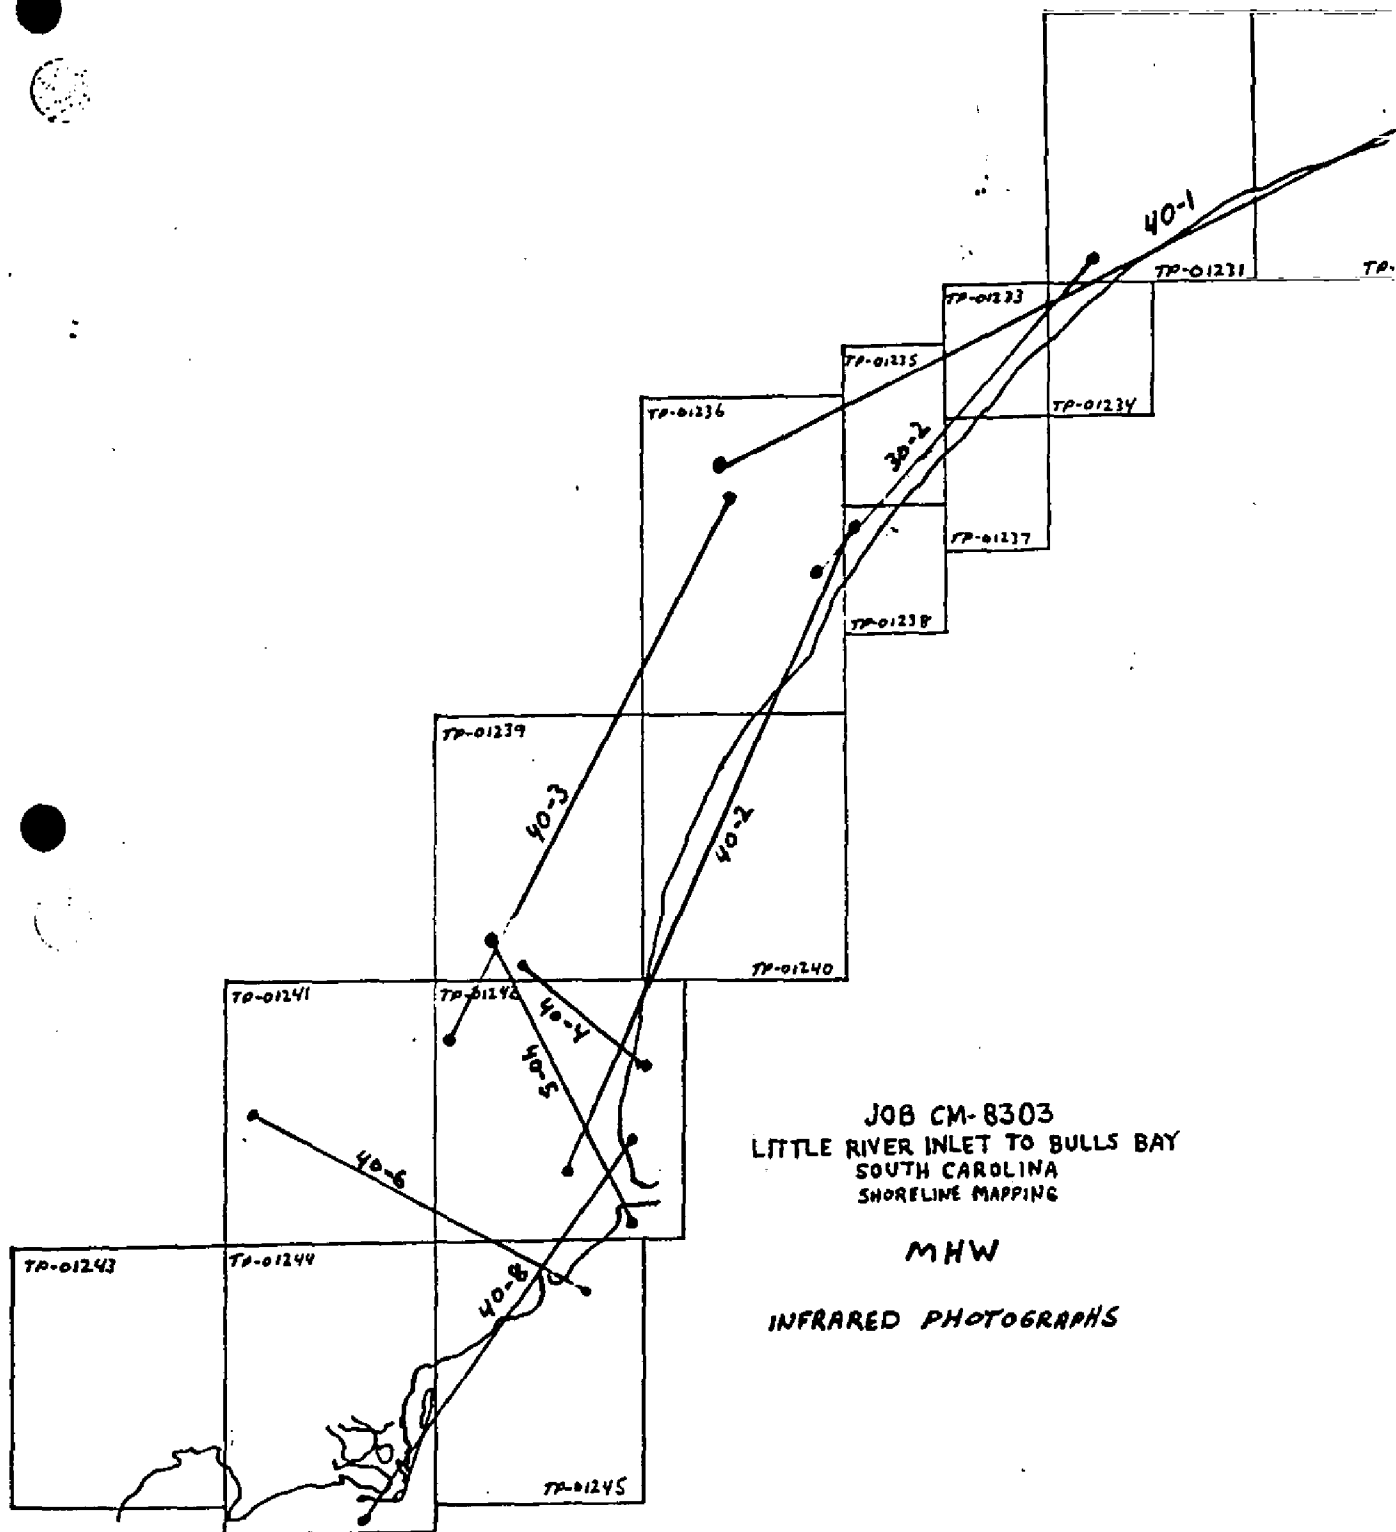 40-1
TP-01231
TP-
TP-01233
TP-01235
TP-01234
TP-01236
30-2
TP-01237
TP-01238
TP-01239
40-3
40-2
TP-01240
TP-01241
40-4
40-5
JOB CM-8303
LITTLE RIVER INLET TO BULLS BAY
SOUTH CAROLINA
SHORELINE MAPPING
40-6
MHW
TP-01243
TP-01244
40-8
INFRARED PHOTOGRAPHS
TP-01245